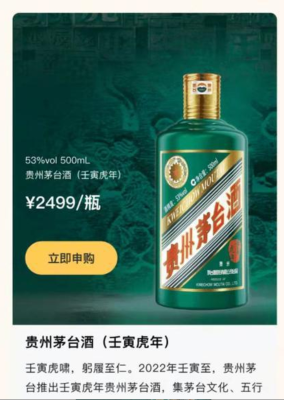 53%vol 500mL
贵州茅台酒（壬寅虎年）
¥2499/瓶
立即申购
贵州茅台酒
贵州茅台酒（壬寅虎年）
壬寅虎啸，躬履至仁。2022年壬寅至，贵州茅
台推出壬寅虎年贵州茅台酒，集茅台文化、五行